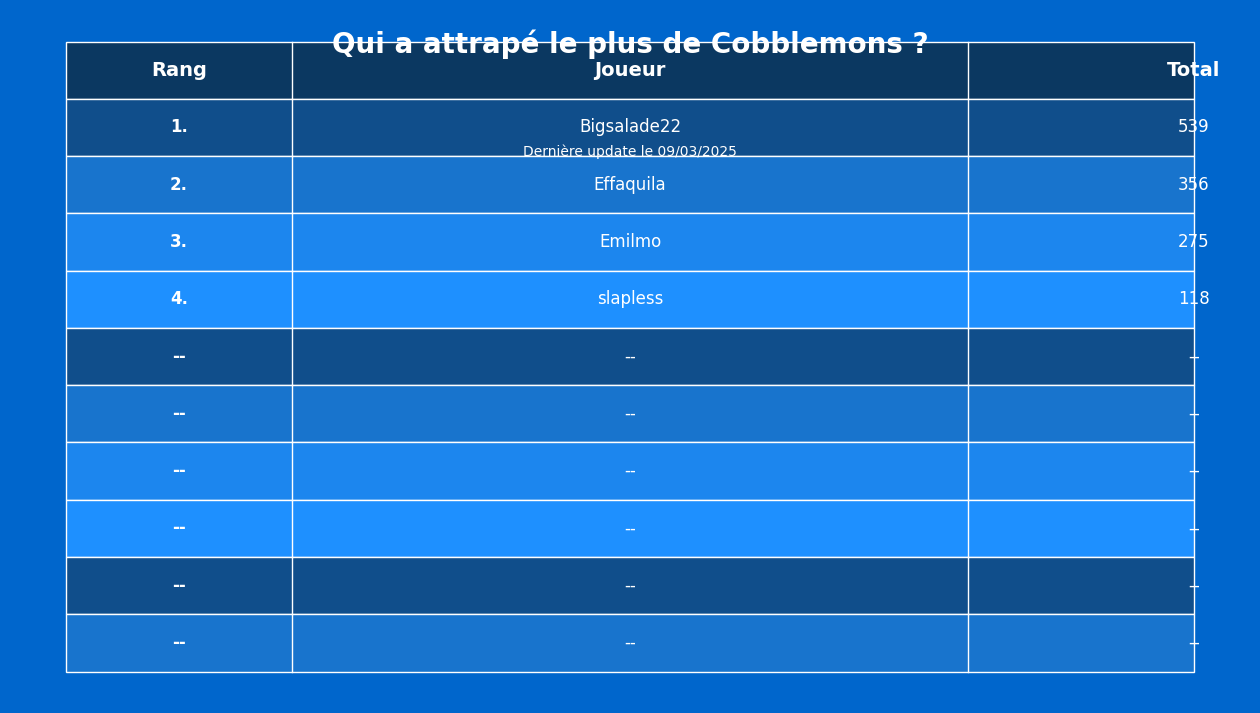 Qui a attrapé le plus de Cobblemons ?
Rang Joueur Total
1. Bigsalade22 539
Dernière update le 09/03/2025
2. Effaquila 356
3. Emilmo 275
4. slapless 118
-- -- --
-- -- --
-- -- --
-- -- --
-- -- --
-- -- --